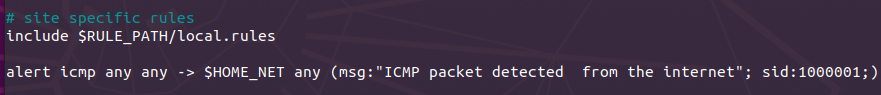 # site specific rules
include $RULE_PATH/local.rules
alert icmp any any -> $HOME_NET any (msg:"ICMP packet detected  from the internet"; sid:1000001;)